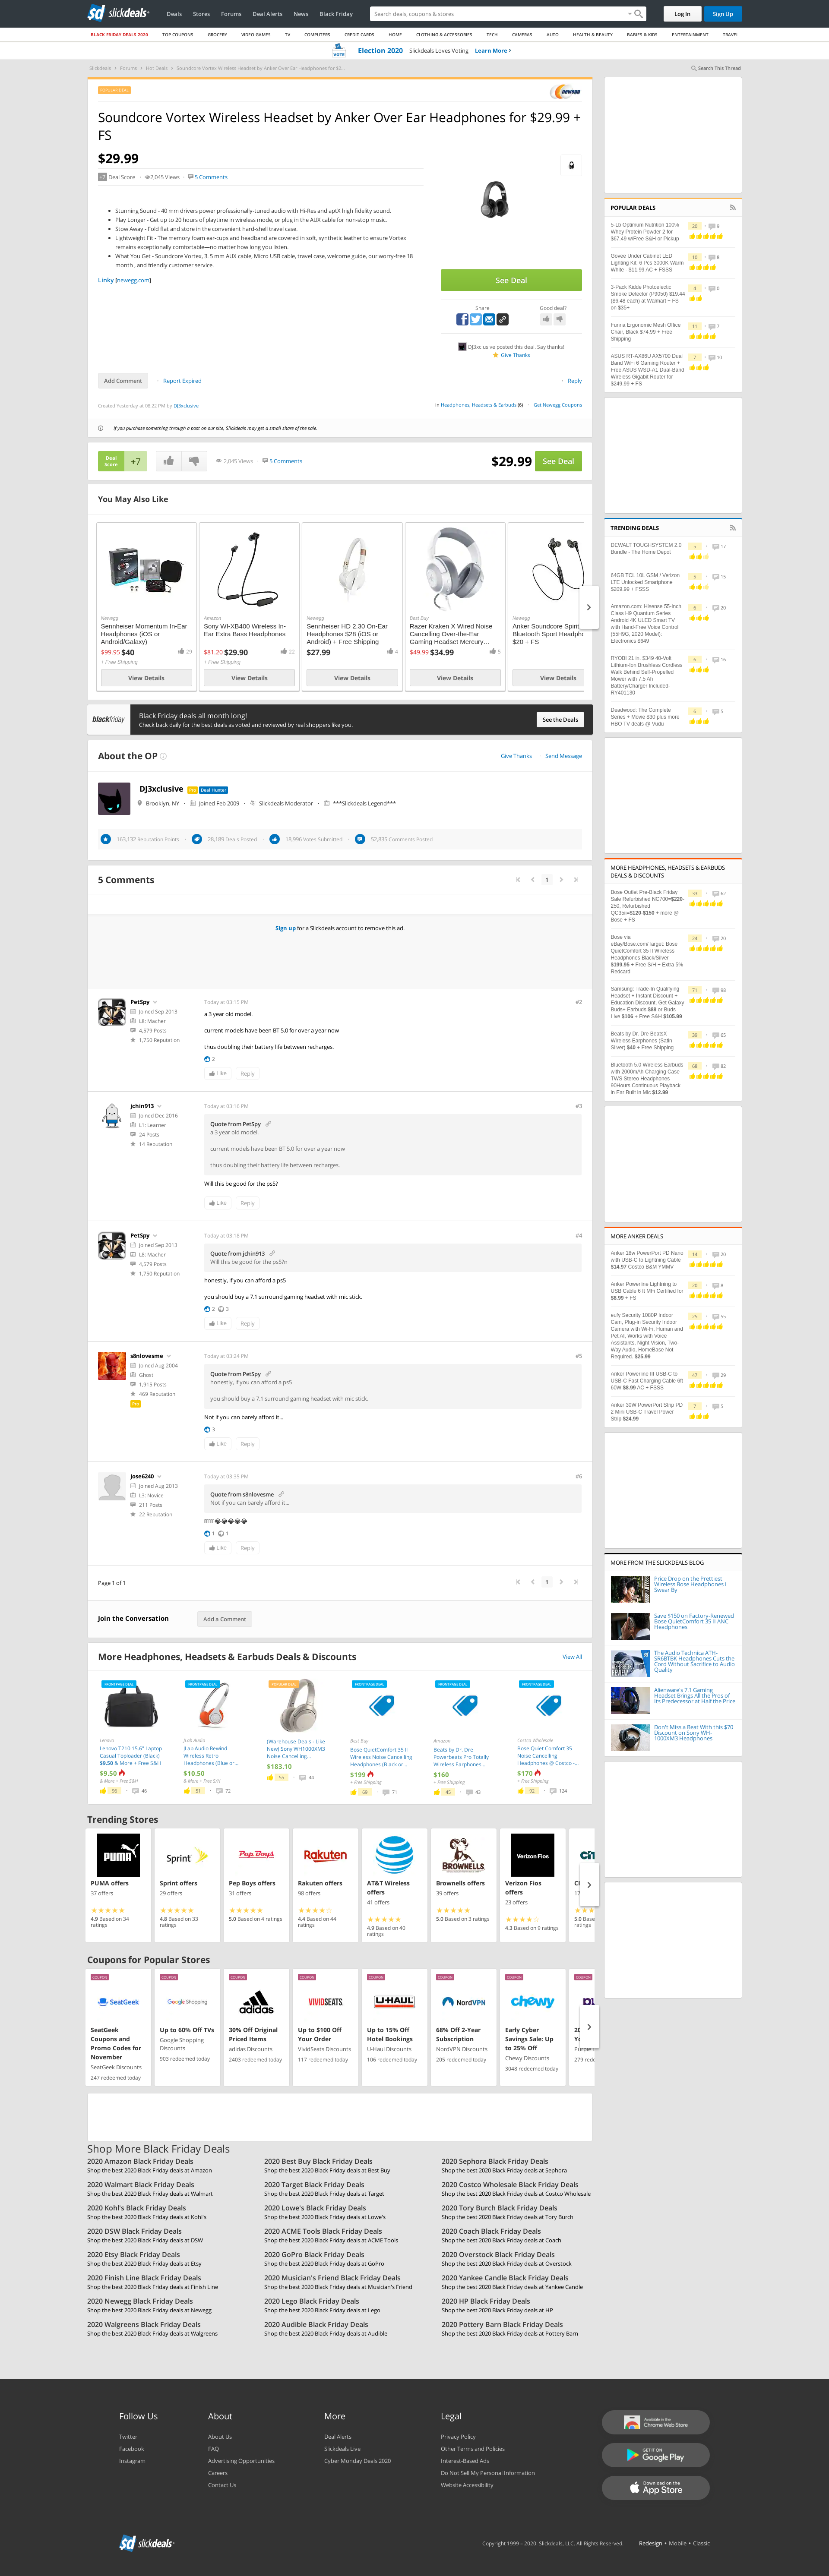 slickdeals
Deals Stores Forums Deal Alerts News Black Friday
Search deals, coupons & stores
Log In Sign Up
BLACK FRIDAY DEALS 2020 TOP COUPONS GROCERY VIDEO GAMES TV COMPUTERS CREDIT CARDS HOME CLOTHING & ACCESSORIES TECH CAMERAS AUTO HEALTH & BEAUTY BABIES & KIDS ENTERTAINMENT TRAVEL
VOTE Election 2020 Slickdeals Loves Voting Learn More
Slickdeals Forums Hot Deals Soundcore Vortex Wireless Headset by Anker Over Ear Headphones for $2...
Search This Thread
POPULAR DEAL
newegg
Soundcore Vortex Wireless Headset by Anker Over Ear Headphones for $29.99 +
FS
$29.99
+7 Deal Score 2,045 Views 5 Comments
• Stunning Sound - 40 mm drivers power professionally-tuned audio with Hi-Res and aptX high fidelity sound.
• Play Longer - Get up to 20 hours of playtime in wireless mode, or plug in the AUX cable for non-stop music.
• Stow Away - Fold flat and store in the convenient hard-shell travel case.
• Lightweight Fit - The memory foam ear-cups and headband are covered in soft, synthetic leather to ensure Vortex
remains exceptionally comfortable—no matter how long you listen.
• What You Get - Soundcore Vortex, 3. 5 mm AUX cable, Micro USB cable, travel case, welcome guide, our worry-free 18
month , and friendly customer service.
Linky [newegg.com]
See Deal
Share Good deal?
DJ3xclusive posted this deal. Say thanks!
Give Thanks
Add Comment Report Expired Reply
Created Yesterday at 08:22 PM by DJ3xclusive
in Headphones, Headsets & Earbuds (6) Get Newegg Coupons
If you purchase something through a post on our site, Slickdeals may get a small share of the sale.
Deal
Score
+7
2,045 Views 5 Comments
$29.99 See Deal
You May Also Like
Newegg
Sennheiser Momentum In-Ear
Headphones (iOS or
Android/Galaxy)
$99.95 $40
+ Free Shipping
View Details
Amazon
Sony WI-XB400 Wireless In-
Ear Extra Bass Headphones
$81.20 $29.90 22
+ Free Shipping
View Details
Newegg
Sennheiser HD 2.30 On-Ear
Headphones $28 (iOS or
Android) + Free Shipping
$27.99 4
View Details
Best Buy
Razer Kraken X Wired Noise
Cancelling Over-the-Ear
Gaming Headset Mercury...
$49.99 $34.99 5
View Details
Newegg
Anker Soundcore Spirit
Bluetooth Sport Headpho
$20 + FS
View Details
blackfriday
Black Friday deals all month long!
Check back daily for the best deals as voted and reviewed by real shoppers like you.
See the Deals
About the OP
Give Thanks Send Message
DJ3xclusive Pro Deal Hunter
Brooklyn, NY Joined Feb 2009 Slickdeals Moderator ***Slickdeals Legend***
163,132 Reputation Points 28,189 Deals Posted 18,996 Votes Submitted 52,835 Comments Posted
5 Comments
1
Sign up for a Slickdeals account to remove this ad.
PetSpy
Joined Sep 2013
L8: Macher
4,579 Posts
1,750 Reputation
Today at 03:15 PM #2
a 3 year old model.
current models have been BT 5.0 for over a year now
thus doubling their battery life between recharges.
2
Like Reply
jchin913
Joined Dec 2016
L1: Learner
24 Posts
14 Reputation
Today at 03:16 PM #3
Quote from PetSpy
a 3 year old model.
current models have been BT 5.0 for over a year now
thus doubling their battery life between recharges.
Will this be good for the ps5?
Like Reply
PetSpy
Joined Sep 2013
L8: Macher
4,579 Posts
1,750 Reputation
Today at 03:18 PM #4
Quote from jchin913
Will this be good for the ps5?n
honestly, if you can afford a ps5
you should buy a 7.1 surround gaming headset with mic stick.
2 3
Like Reply
s8nlovesme
Joined Aug 2004
Ghost
1,915 Posts
469 Reputation
Pro
Today at 03:24 PM #5
Quote from PetSpy
honestly, if you can afford a ps5
you should buy a 7.1 surround gaming headset with mic stick.
Not if you can barely afford it...
3
Like Reply
Jose6240
Joined Aug 2013
L3: Novice
211 Posts
22 Reputation
Today at 03:35 PM #6
Quote from s8nlovesme
Not if you can barely afford it...
😂😂😂😂😂
1 1
Like Reply
Page 1 of 1
1
Join the Conversation Add a Comment
More Headphones, Headsets & Earbuds Deals & Discounts
View All
Lenovo
Lenovo T210 15.6" Laptop
Casual Toploader (Black)
$9.50 & More + Free S&H
$9.50
& More + Free S&H
96 46
JLab Audio
JLab Audio Rewind
Wireless Retro
Headphones (Blue or...
$10.50
& More + Free S/H
51 72
[Warehouse Deals - Like
New] Sony WH1000XM3
Noise Cancelling...
$183.10
55 44
Best Buy
Bose QuietComfort 35 II
Wireless Noise Cancelling
Headphones (Black or...
$199
+ Free Shipping
69 71
Amazon
Beats by Dr. Dre
Powerbeats Pro Totally
Wireless Earphones...
$160
+ Free Shipping
45 43
Costco Wholesale
Bose Quiet Comfort 35
Noise Cancelling
Headphones @ Costco -...
$170
+ Free Shipping
92 124
Trending Stores
PUMA
PUMA offers
37 offers
4.9 Based on 34
ratings
Sprint
Sprint offers
29 offers
4.8 Based on 33
ratings
Pep Boys
Pep Boys offers
31 offers
5.0 Based on 4 ratings
Rakuten
Rakuten offers
98 offers
4.4 Based on 44
ratings
AT&T Wireless
offers
41 offers
4.9 Based on 40
ratings
BROWNELLS
Brownells offers
39 offers
5.0 Based on 3 ratings
Verizon Fios
Verizon Fios
offers
23 offers
4.3 Based on 9 ratings
Coupons for Popular Stores
COUPON
SeatGeek
SeatGeek
Coupons and
Promo Codes for
November
SeatGeek Discounts
247 redeemed today
COUPON
Google Shopping
Up to 60% Off TVs
Google Shopping
Discounts
903 redeemed today
COUPON
adidas
30% Off Original
Priced Items
adidas Discounts
2403 redeemed today
COUPON
VIVIDSEATS
Up to $100 Off
Your Order
VividSeats Discounts
117 redeemed today
COUPON
U-HAUL
Up to 15% Off
Hotel Bookings
U-Haul Discounts
106 redeemed today
COUPON
NordVPN
68% Off 2-Year
Subscription
NordVPN Discounts
205 redeemed today
COUPON
chewy
Early Cyber
Savings Sale: Up
to 25% Off
Chewy Discounts
3048 redeemed today
Shop More Black Friday Deals
2020 Amazon Black Friday Deals
Shop the best 2020 Black Friday deals at Amazon
2020 Best Buy Black Friday Deals
Shop the best 2020 Black Friday deals at Best Buy
2020 Sephora Black Friday Deals
Shop the best 2020 Black Friday deals at Sephora
2020 Walmart Black Friday Deals
Shop the best 2020 Black Friday deals at Walmart
2020 Target Black Friday Deals
Shop the best 2020 Black Friday deals at Target
2020 Costco Wholesale Black Friday Deals
Shop the best 2020 Black Friday deals at Costco Wholesale
2020 Kohl's Black Friday Deals
Shop the best 2020 Black Friday deals at Kohl's
2020 Lowe's Black Friday Deals
Shop the best 2020 Black Friday deals at Lowe's
2020 Tory Burch Black Friday Deals
Shop the best 2020 Black Friday deals at Tory Burch
2020 DSW Black Friday Deals
Shop the best 2020 Black Friday deals at DSW
2020 ACME Tools Black Friday Deals
Shop the best 2020 Black Friday deals at ACME Tools
2020 Coach Black Friday Deals
Shop the best 2020 Black Friday deals at Coach
2020 Etsy Black Friday Deals
Shop the best 2020 Black Friday deals at Etsy
2020 GoPro Black Friday Deals
Shop the best 2020 Black Friday deals at GoPro
2020 Overstock Black Friday Deals
Shop the best 2020 Black Friday deals at Overstock
2020 Finish Line Black Friday Deals
Shop the best 2020 Black Friday deals at Finish Line
2020 Musician's Friend Black Friday Deals
Shop the best 2020 Black Friday deals at Musician's Friend
2020 Yankee Candle Black Friday Deals
Shop the best 2020 Black Friday deals at Yankee Candle
2020 Newegg Black Friday Deals
Shop the best 2020 Black Friday deals at Newegg
2020 Lego Black Friday Deals
Shop the best 2020 Black Friday deals at Lego
2020 HP Black Friday Deals
Shop the best 2020 Black Friday deals at HP
2020 Walgreens Black Friday Deals
Shop the best 2020 Black Friday deals at Walgreens
2020 Audible Black Friday Deals
Shop the best 2020 Black Friday deals at Audible
2020 Pottery Barn Black Friday Deals
Shop the best 2020 Black Friday deals at Pottery Barn
POPULAR DEALS
5-Lb Optimum Nutrition 100%
Whey Protein Powder 2 for
$67.49 w/Free S&H or Pickup
20 9
Govee Under Cabinet LED
Lighting Kit, 6 Pcs 3000K Warm
White - $11.99 AC + FSSS
10 8
3-Pack Kidde Photoelectic
Smoke Detector (P9050) $19.44
($6.48 each) at Walmart + FS
on $35+
4 0
Furina Ergonomic Mesh Office
Chair, Black $74.99 + Free
Shipping
11 7
ASUS RT-AX86U AX5700 Dual
Band WiFi 6 Gaming Router +
Free ASUS WSD-A1 Dual-Band
Wireless Gigabit Router for
$249.99 + FS
7 10
TRENDING DEALS
DEWALT TOUGHSYSTEM 2.0
Bundle - The Home Depot
5 17
64GB TCL 10L GSM / Verizon
LTE Unlocked Smartphone
$209.99 + FSSS
5 15
Amazon.com: Hisense 55-Inch
Class H9 Quantum Series
Android 4K ULED Smart TV
with Hand-Free Voice Control
(55H9G, 2020 Model):
Electronics $649
6 20
RYOBI 21 in. $349 40-Volt
Lithium-Ion Brushless Cordless
Walk Behind Self-Propelled
Mower with 7.5 Ah
Battery/Charger Included-
RY401130
6 16
Deadwood: The Complete
Series + Movie $30 plus more
HBO TV deals @ Vudu
6 5
MORE HEADPHONES, HEADSETS & EARBUDS
DEALS & DISCOUNTS
Bose Outlet Pre-Black Friday
Sale Refurbished NC700=$220-
250, Refurbished
QC35ii=$120-$150 + more @
Bose + FS
33 62
Bose via
eBay/Bose.com/Target: Bose
QuietComfort 35 II Wireless
Headphones Black/Silver
$199.95 + Free S/H + Extra 5%
Redcard
24 20
Samsung: Trade-In Qualifying
Headset + Instant Discount +
Education Discount, Get Galaxy
Buds+ Earbuds $88 or Buds
Live $106 + Free S&H $105.99
71 98
Beats by Dr. Dre BeatsX
Wireless Earphones (Satin
Silver) $40 + Free Shipping
39 65
Bluetooth 5.0 Wireless Earbuds
with 2000mAh Charging Case
TWS Stereo Headphones
90Hours Continuous Playback
in Ear Built in Mic $12.99
68 82
MORE ANKER DEALS
Anker 18w PowerPort PD Nano
with USB-C to Lightning Cable
$14.97 Costco B&M YMMV
14 20
Anker Powerline Lightning to
USB Cable 6 ft MFi Certified for
$8.99 + FS
20 8
eufy Security 1080P Indoor
Cam, Plug-in Security Indoor
Camera with Wi-Fi, Human and
Pet AI, Works with Voice
Assistants, Night Vision, Two-
Way Audio, HomeBase Not
Required. $25.99
25 55
Anker Powerline III USB-C to
USB-C Fast Charging Cable 6ft
60W $8.99 AC + FSSS
47 29
Anker 30W PowerPort Strip PD
2 Mini USB-C Travel Power
Strip $24.99
7 5
MORE FROM THE SLICKDEALS BLOG
Price Drop on the Prettiest
Wireless Bose Headphones I
Swear By
Save $150 on Factory-Renewed
Bose QuietComfort 35 II ANC
Headphones
The Audio Technica ATH-
SR6BTBK Headphones Cuts the
Cord Without Sacrifice to Audio
Quality
Alienware's 7.1 Gaming
Headset Brings All the Pros of
Its Predecessor at Half the Price
Don't Miss a Beat With this $70
Discount on Sony WH-
1000XM3 Headphones
Follow Us
Twitter
Facebook
Instagram
About
About Us
FAQ
Advertising Opportunities
Careers
Contact Us
More
Deal Alerts
Slickdeals Live
Cyber Monday Deals 2020
Legal
Privacy Policy
Other Terms and Policies
Interest-Based Ads
Do Not Sell My Personal Information
Website Accessibility
Available in the
Chrome Web Store
GET IT ON
Google Play
Download on the
App Store
slickdeals
Copyright 1999 – 2020. Slickdeals, LLC. All Rights Reserved. Redesign • Mobile • Classic